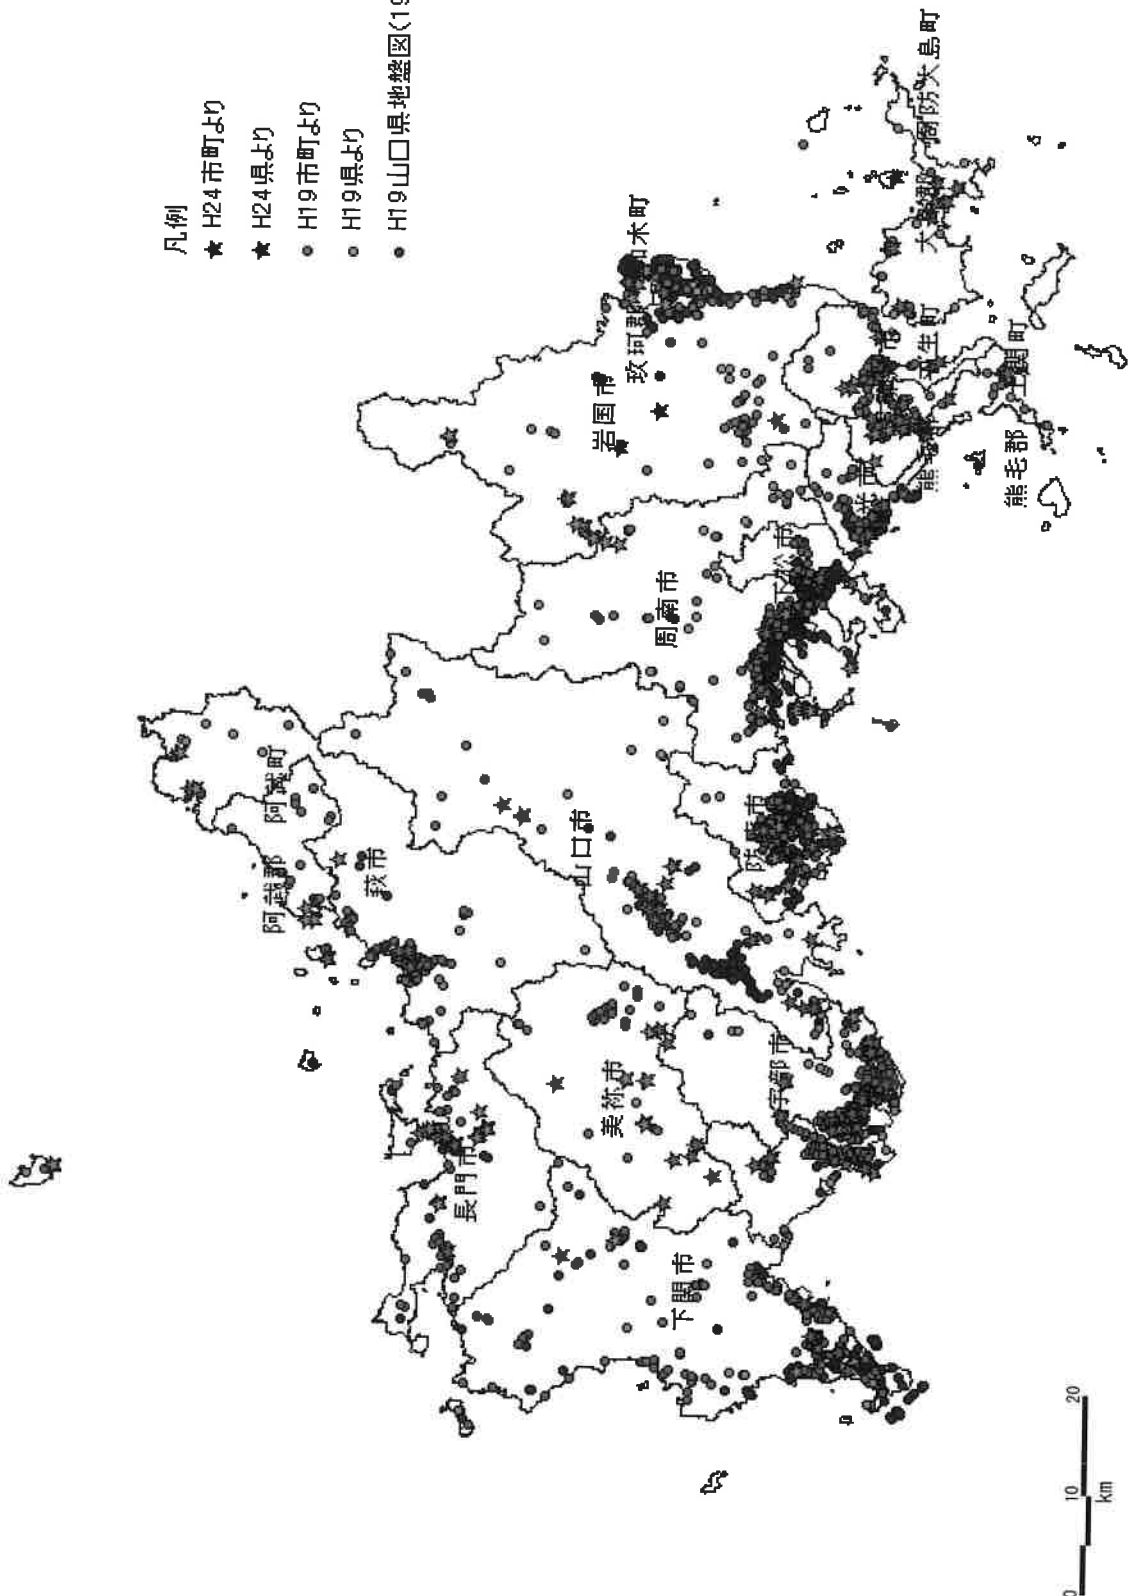 凡例
★ H24市町より
★ H24県より
● H19市町より
● H19県より
● H19山口県地盤図(19
阿武郡 阿武町
萩市
長門市
美祢市
下関市
山口市
宇部市
防府市
周南市
下松市
光市
岩国市
玖珂郡 和木町
熊毛郡
平生町
熊毛郡 上関町
大島郡 周防大島町
0 10 20
km